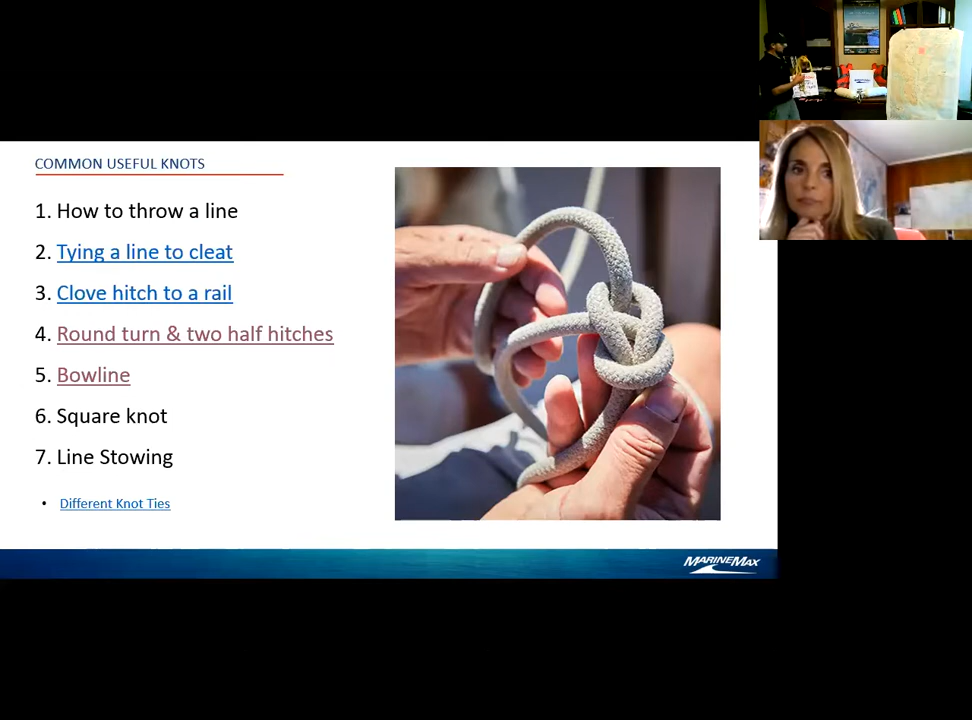 COMMON USEFUL KNOTS
1. How to throw a line
2. Tying a line to cleat
3. Clove hitch to a rail
4. Round turn & two half hitches
5. Bowline
6. Square knot
7. Line Stowing
• Different Knot Ties
MARINEMAX